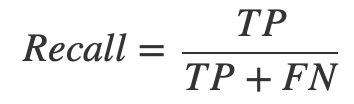 Recall = TP / TP + FN